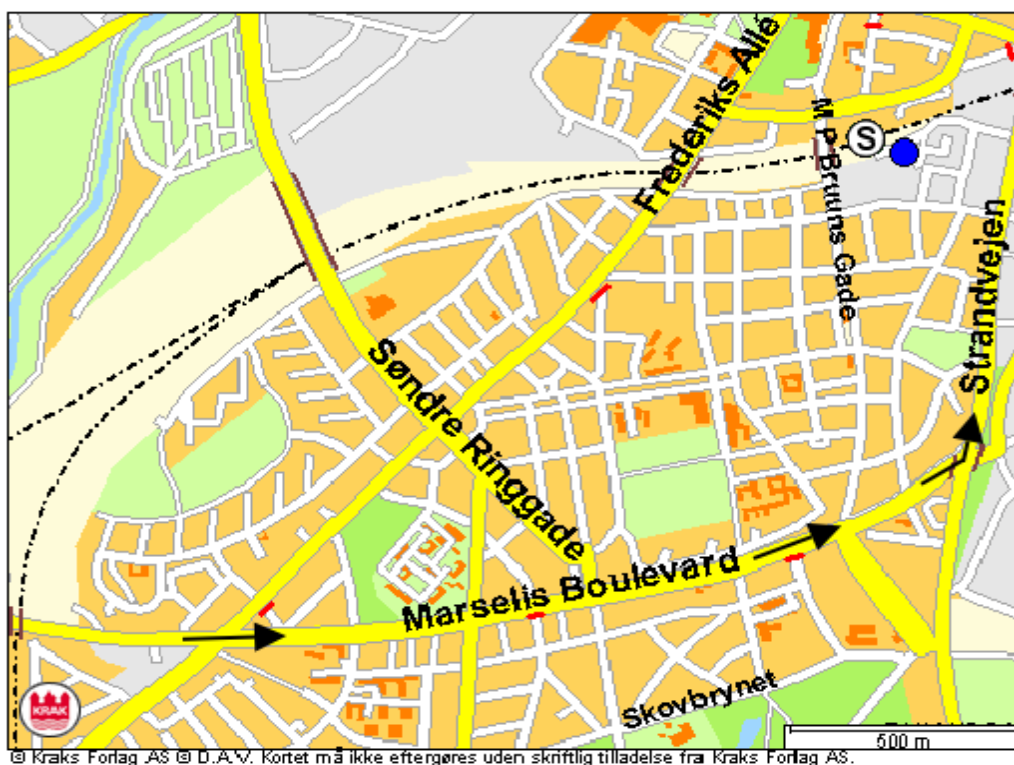 Frederiks Allé
S
M.P. Bruuns Gade
Strandvejen
Søndre Ringgade
Marselis Boulevard
Skovbrynet
KRAK
500 m
© Kraks Forlag AS © D.A.V. Kortet må ikke eftergøres uden skriftlig tilladelse fra Kraks Forlag AS.